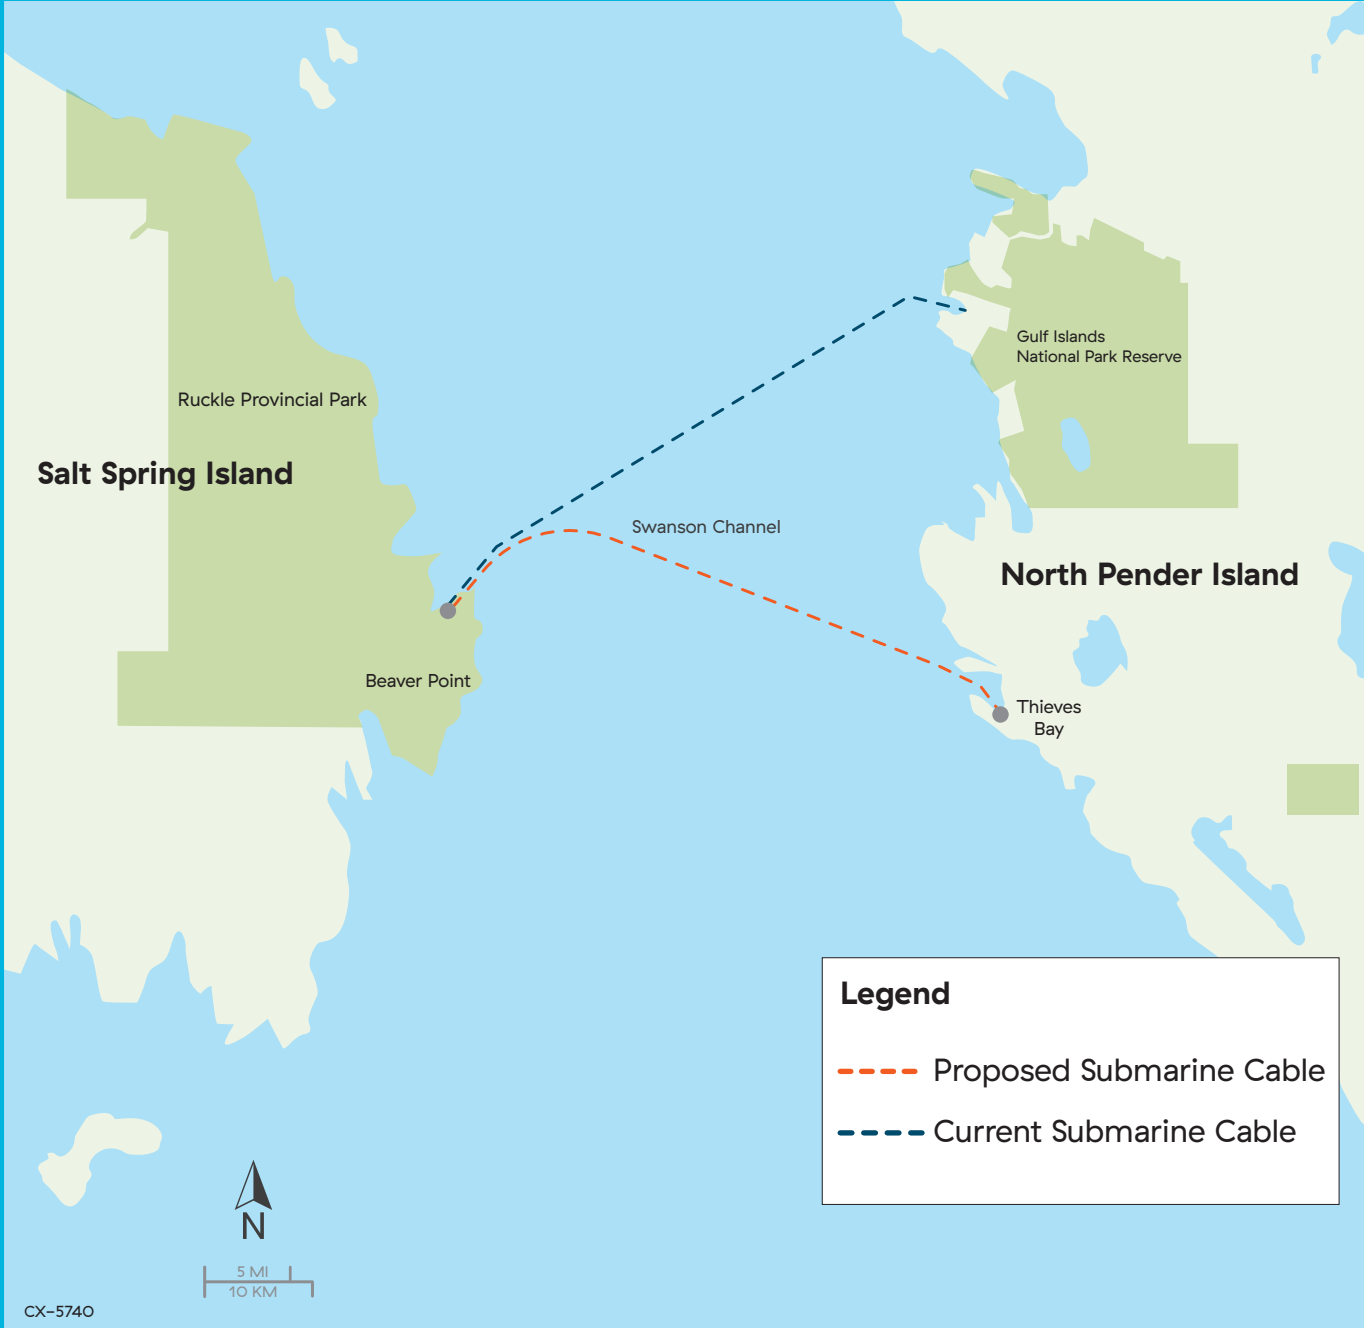 Gulf Islands
National Park Reserve
Ruckle Provincial Park
Salt Spring Island
Swanson Channel
North Pender Island
Beaver Point
Thieves
Bay
Legend
Proposed Submarine Cable
Current Submarine Cable
N
5 MI
10 KM
CX-5740